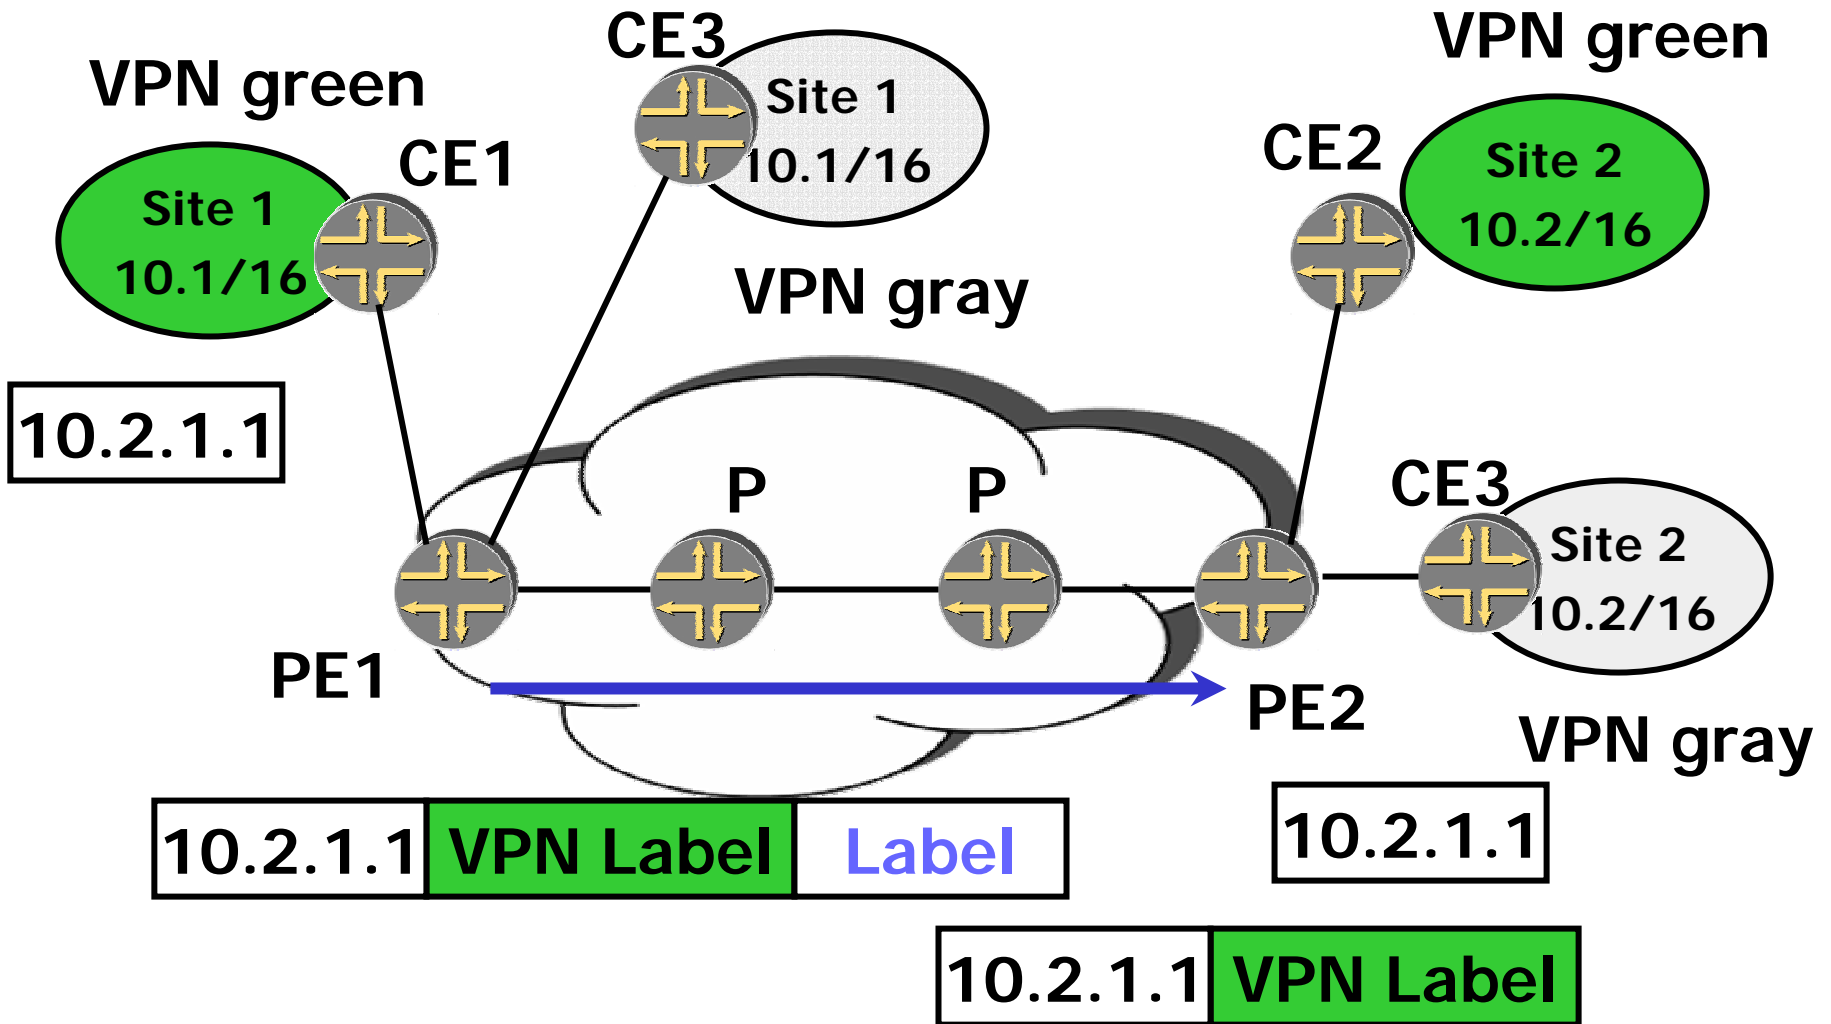 CE3
VPN green
VPN green
Site 1
10.1/16
CE1
Site 1
10.1/16
CE2
Site 2
10.2/16
VPN gray
10.2.1.1
P
P
CE3
Site 2
10.2/16
PE1
PE2
VPN gray
10.2.1.1 VPN Label Label
10.2.1.1
10.2.1.1 VPN Label